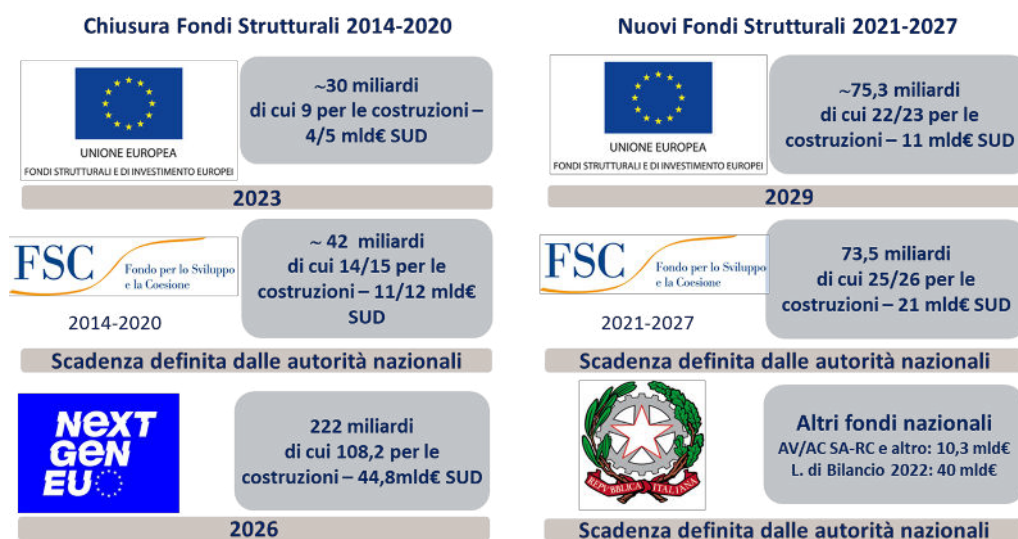 Chiusura Fondi Strutturali 2014-2020
UNIONE EUROPEA
FONDI STRUTTURALI E DI INVESTIMENTO EUROPEI
~30 miliardi
di cui 9 per le costruzioni –
4/5 mld€ SUD
2023
FSC
Fondo per lo Sviluppo
e la Coesione
2014-2020
~ 42 miliardi
di cui 14/15 per le
costruzioni – 11/12 mld€
SUD
Scadenza definita dalle autorità nazionali
NEXT
GEN
EU
222 miliardi
di cui 108,2 per le
costruzioni – 44,8mld€ SUD
2026
Nuovi Fondi Strutturali 2021-2027
UNIONE EUROPEA
FONDI STRUTTURALI E DI INVESTIMENTO EUROPEI
~75,3 miliardi
di cui 22/23 per le
costruzioni – 11 mld€ SUD
2029
FSC
Fondo per lo Sviluppo
e la Coesione
2021-2027
73,5 miliardi
di cui 25/26 per le
costruzioni – 21 mld€ SUD
Scadenza definita dalle autorità nazionali
REPVBBLICA ITALIANA
Altri fondi nazionali
AV/AC SA-RC e altro: 10,3 mld€
L. di Bilancio 2022: 40 mld€
Scadenza definita dalle autorità nazionali